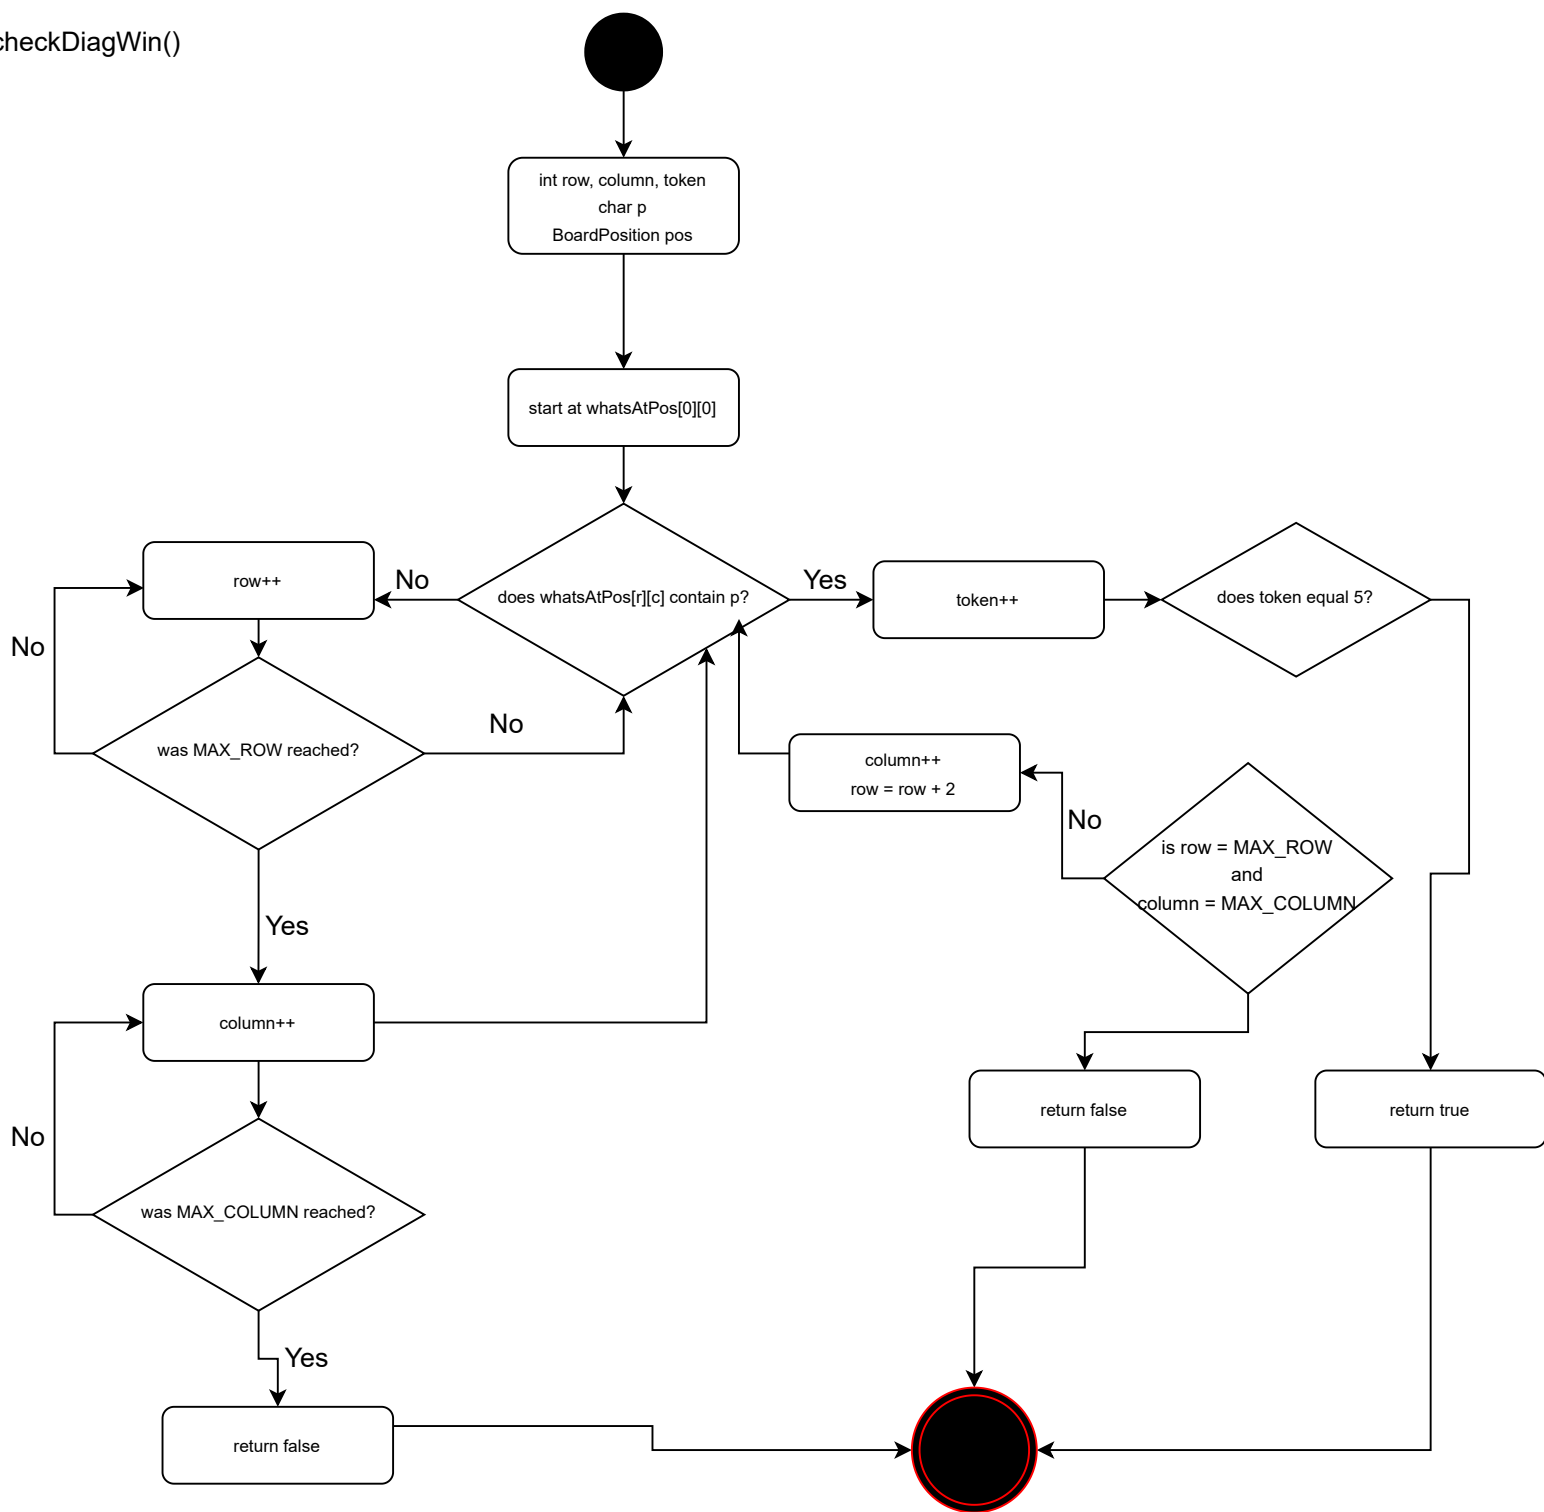 checkDiagWin()
int row, column, token
char p
BoardPosition pos
start at whatsAtPos[0][0]
row++
No
does whatsAtPos[r][c] contain p?
Yes
token++
does token equal 5?
No
was MAX_ROW reached?
No
column++
row = row + 2
No
is row = MAX_ROW
and
column = MAX_COLUMN
Yes
column++
return false
return true
No
was MAX_COLUMN reached?
Yes
return false